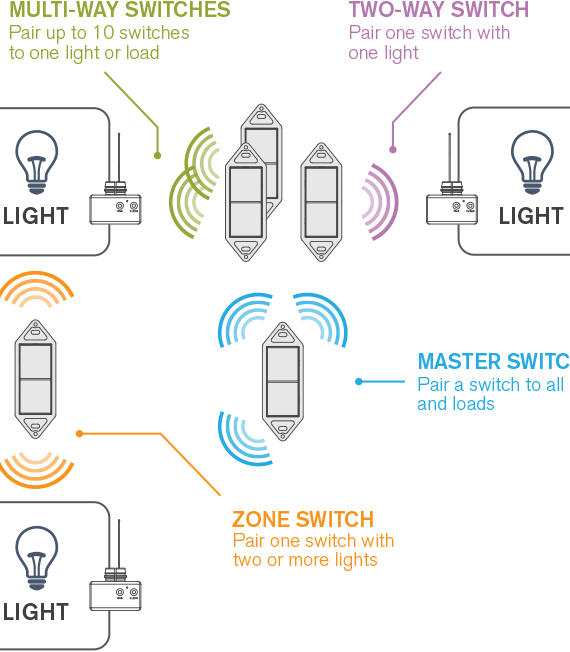 MULTI-WAY SWITCHES
Pair up to 10 switches
to one light or load
TWO-WAY SWITCH
Pair one switch with
one light
LIGHT
LIGHT
MASTER SWITC
Pair a switch to all
and loads
ZONE SWITCH
Pair one switch with
two or more lights
LIGHT